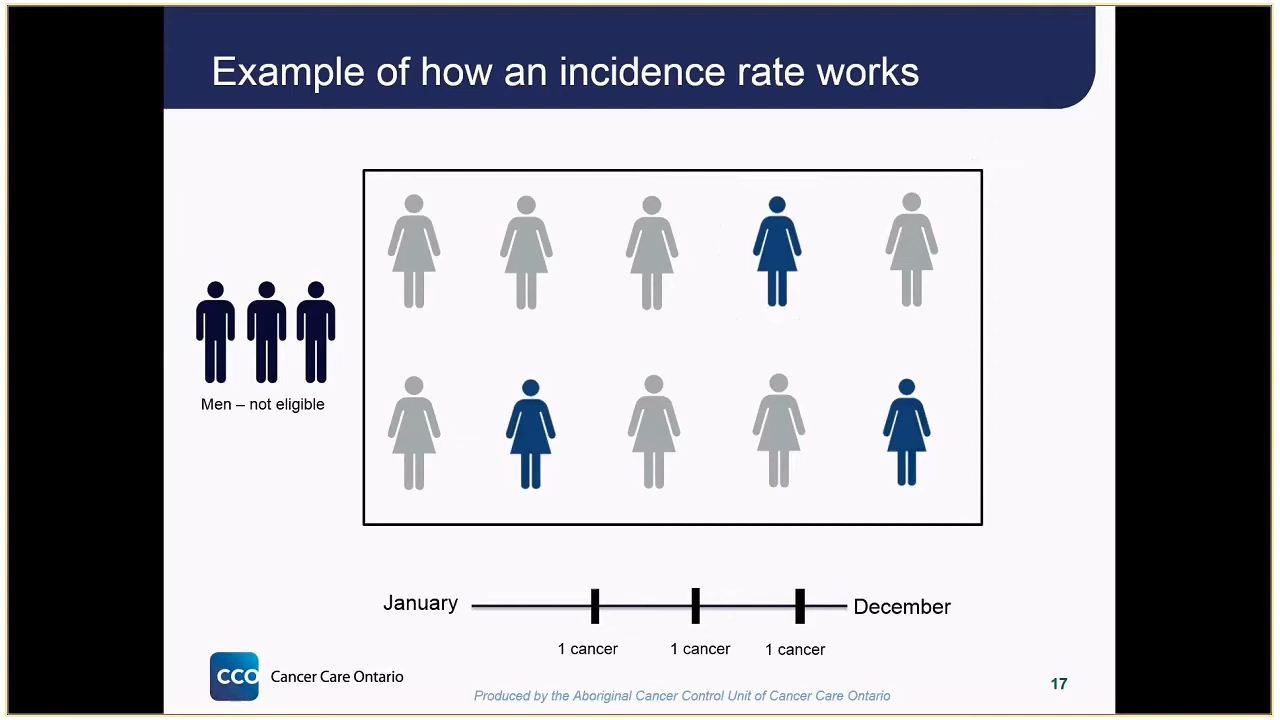 Example of how an incidence rate works
Men – not eligible
January
December
1 cancer
1 cancer
1 cancer
CCO
Cancer Care Ontario
Produced by the Aboriginal Cancer Control Unit of Cancer Care Ontario
17